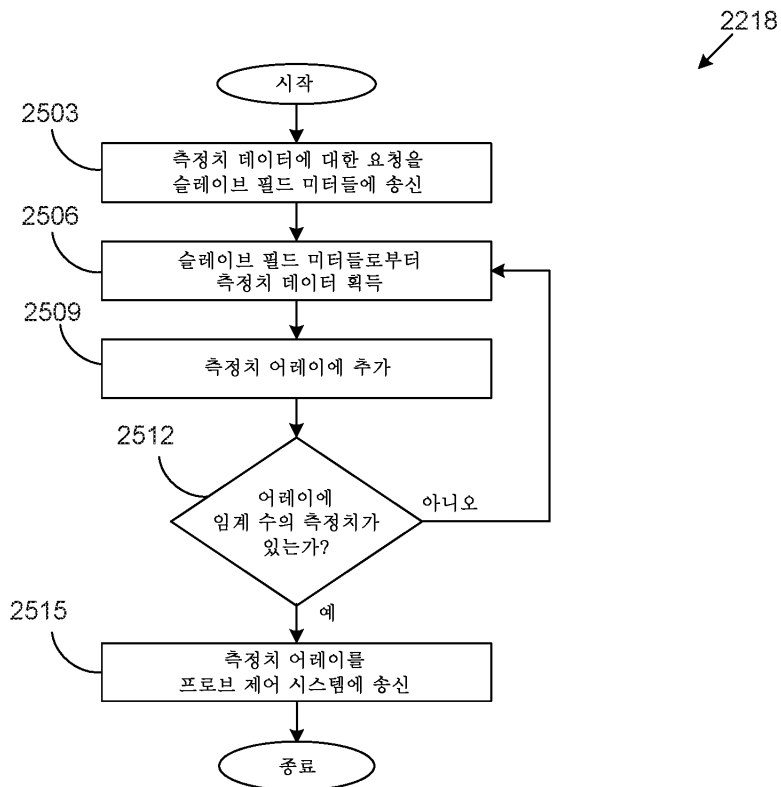 2218
시작
2503
측정치 데이터에 대한 요청을
슬레이브 필드 미터들에 송신
2506
슬레이브 필드 미터들로부터
측정치 데이터 획득
2509
측정치 어레이에 추가
2512
어레이에
임계 수의 측정치가
있는가?
아니오
예
2515
측정치 어레이를
프로브 제어 시스템에 송신
종료